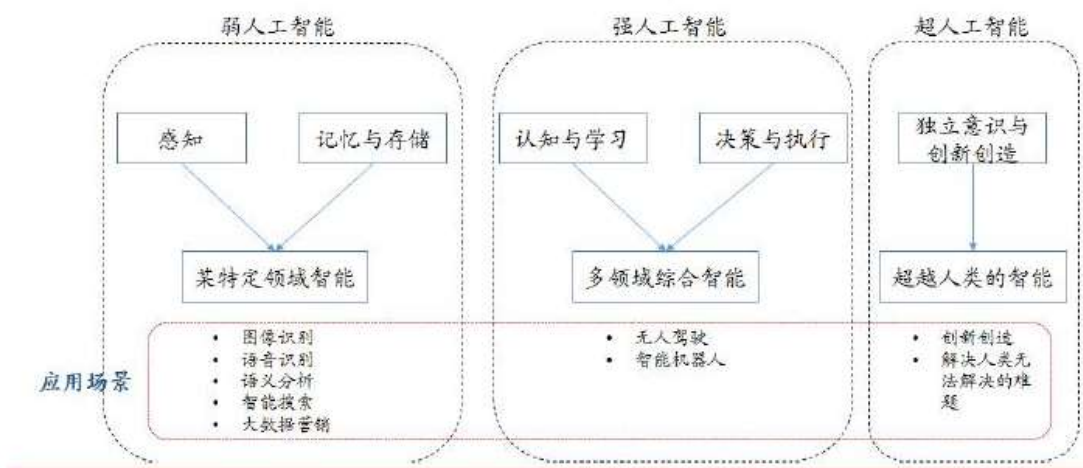 弱人工智能
强人工智能
超人工智能
感知
记忆与存储
认知与学习
决策与执行
独立意识与
创新创造
某特定领域智能
多领域综合智能
超越人类的智能
应用场景
• 图像识别
• 语音识别
• 语义分析
• 智能搜索
• 大数据营销
• 无人驾驶
• 智能机器人
• 创新创造
• 解决人类无
法解决的难
题